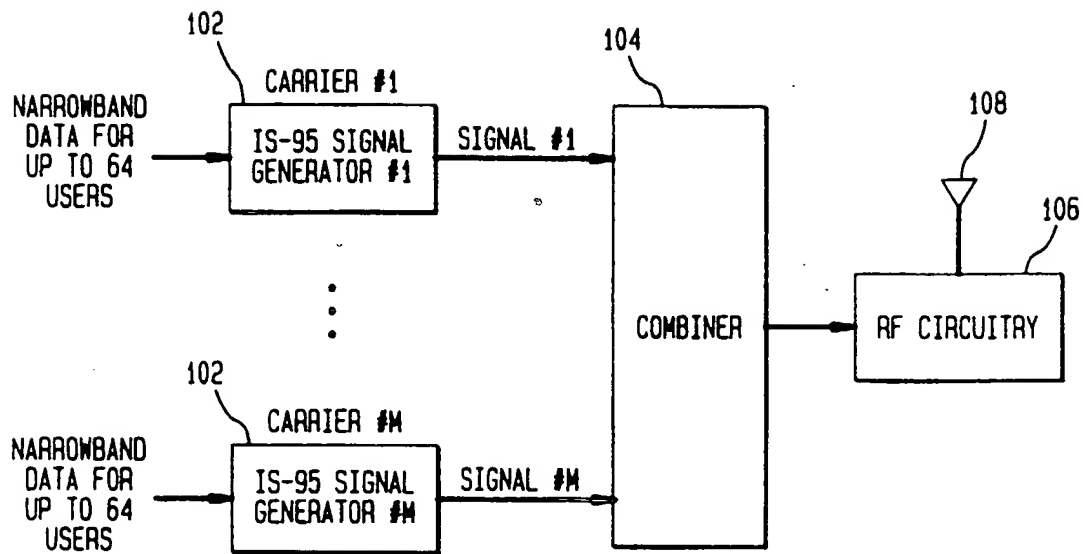 102
CARRIER #1
NARROWBAND
DATA FOR
UP TO 64
USERS
IS-95 SIGNAL
GENERATOR #1
SIGNAL #1
104
COMBINER
108
106
RF CIRCUITRY
102
CARRIER #M
NARROWBAND
DATA FOR
UP TO 64
USERS
IS-95 SIGNAL
GENERATOR #M
SIGNAL #M